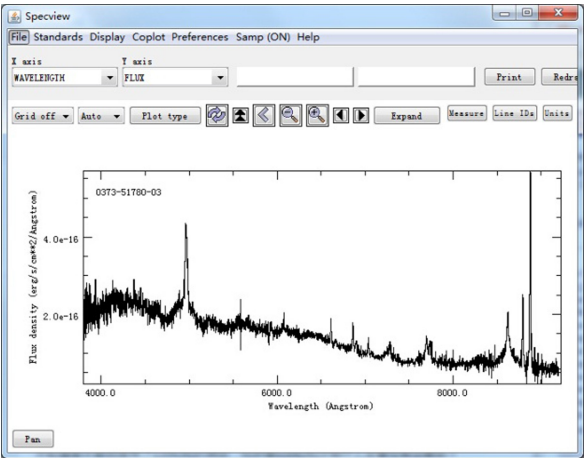 Specview
File Standards Display Coplot Preferences Samp (ON) Help
X axis Y axis
WAVELENGTH FLUX Print Redra
Grid off Auto Plot type Expand Measure Line IDs Units
0373-51780-03
4.0e-16
2.0e-16
Flux density (erg/s/cm**2/Angstrom)
4000.0 6000.0 8000.0
Wavelength (Angstrom)
Pan